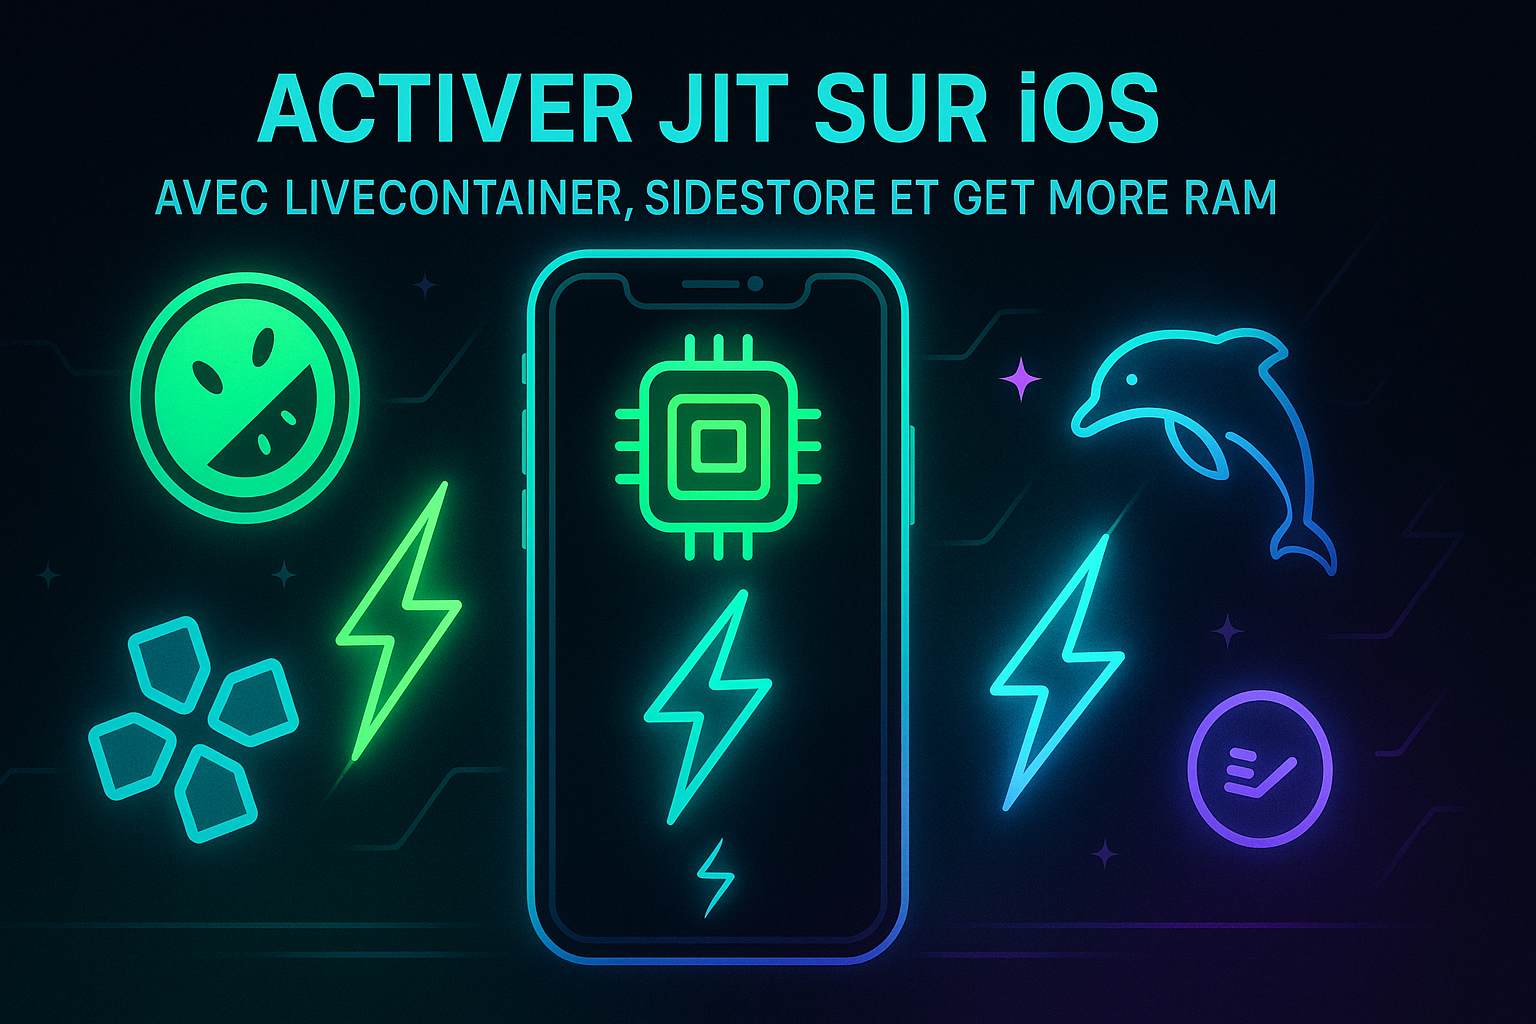 ACTIVER JIT SUR iOS
AVEC LIVECONTAINER, SIDESTORE ET GET MORE RAM